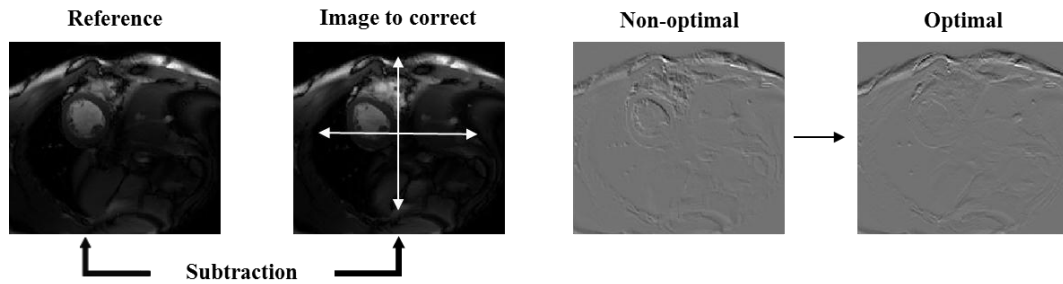 Reference
Image to correct
Non-optimal
Optimal
Subtraction